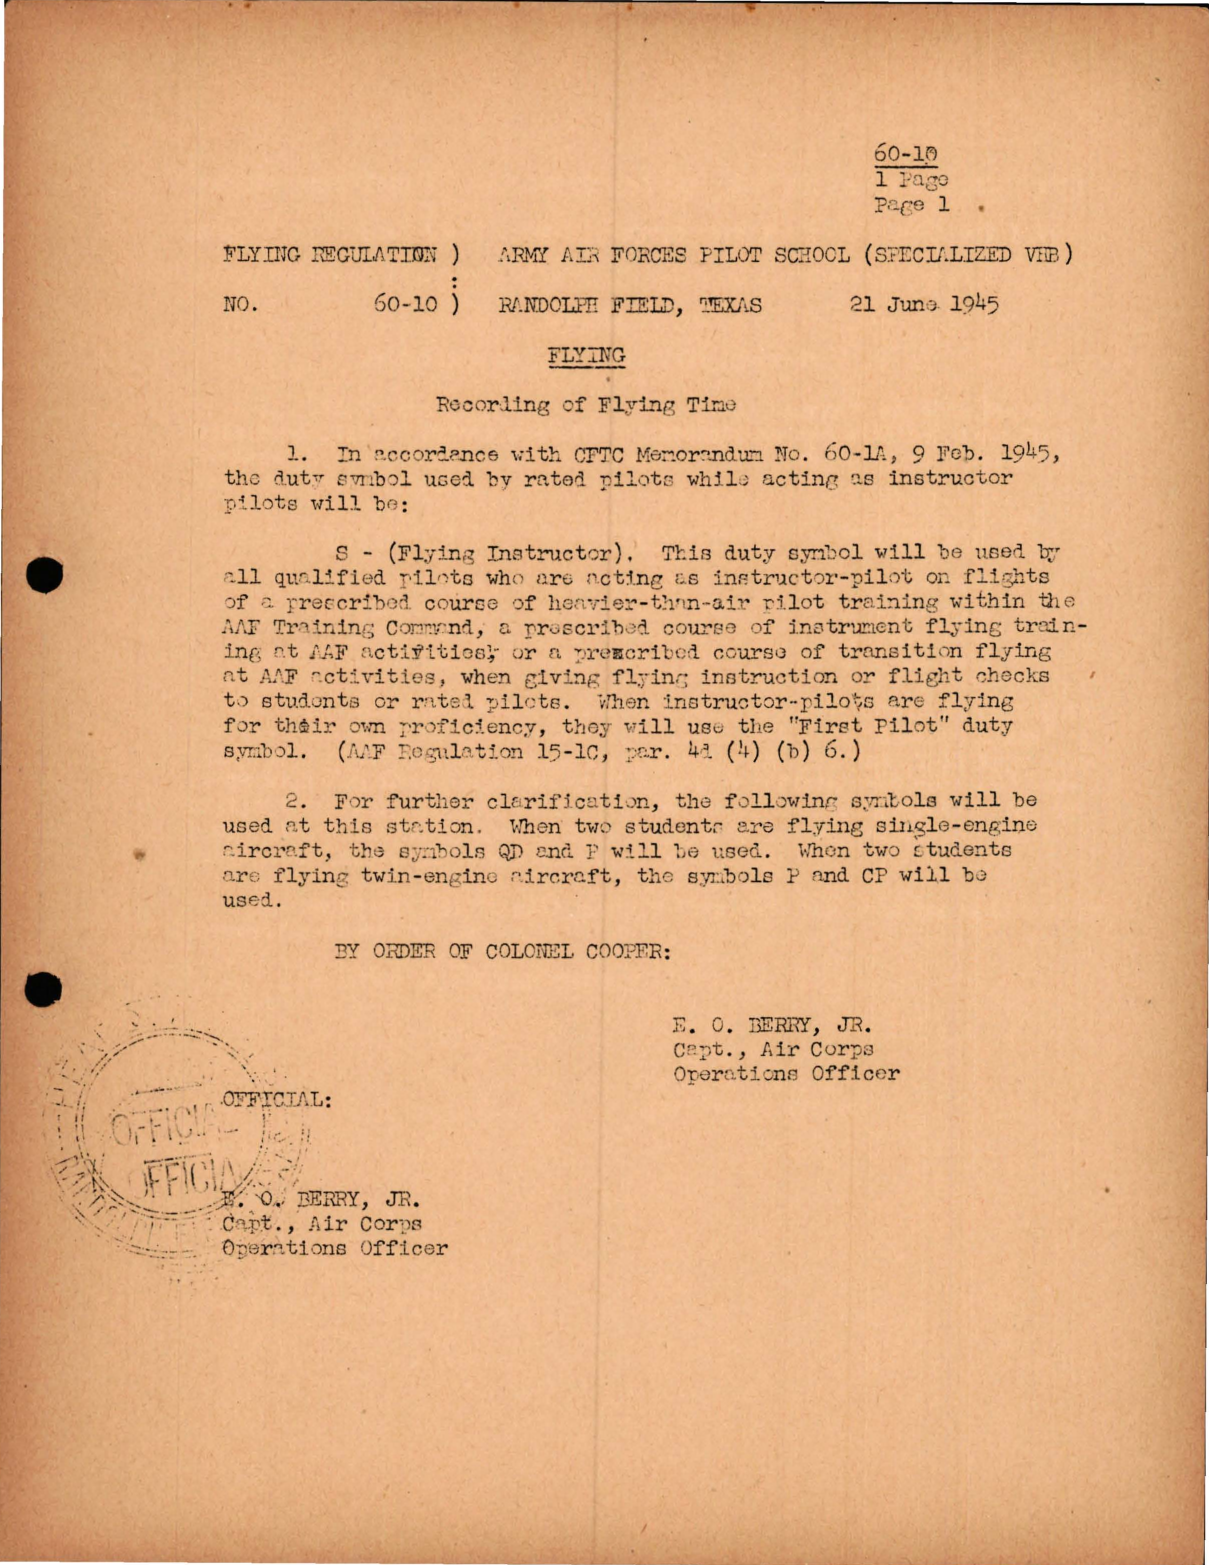 60-10
1 Page
Page 1
FLYING REGULATION ) ARMY AIR FORCES PILOT SCHOOL (SPECIALIZED VHB)
:
NO. 60-10 ) RANDOLPH FIELD, TEXAS 21 June 1945
FLYING
Recording of Flying Time
1. In accordance with CFTC Memorandum No. 60-1A, 9 Feb. 1945,
the duty symbol used by rated pilots while acting as instructor
pilots will be:
S - (Flying Instructor). This duty symbol will be used by
all qualified pilots who are acting as instructor-pilot on flights
of a prescribed course of heavier-than-air pilot training within the
AAF Training Command, a prescribed course of instrument flying train-
ing at AAF activities; or a prescribed course of transition flying
at AAF activities, when giving flying instruction or flight checks
to students or rated pilots. When instructor-pilots are flying
for their own proficiency, they will use the "First Pilot" duty
symbol. (AAF Regulation 15-1C, par. 4d (4) (b) 6.)
2. For further clarification, the following symbols will be
used at this station. When two students are flying single-engine
aircraft, the symbols QD and P will be used. When two students
are flying twin-engine aircraft, the symbols P and CP will be
used.
BY ORDER OF COLONEL COOPER:
E. O. BERRY, JR.
Capt., Air Corps
Operations Officer
OFFICIAL:
OFFICIAL
OFFICIAL
E. O. BERRY, JR.
Capt., Air Corps
Operations Officer